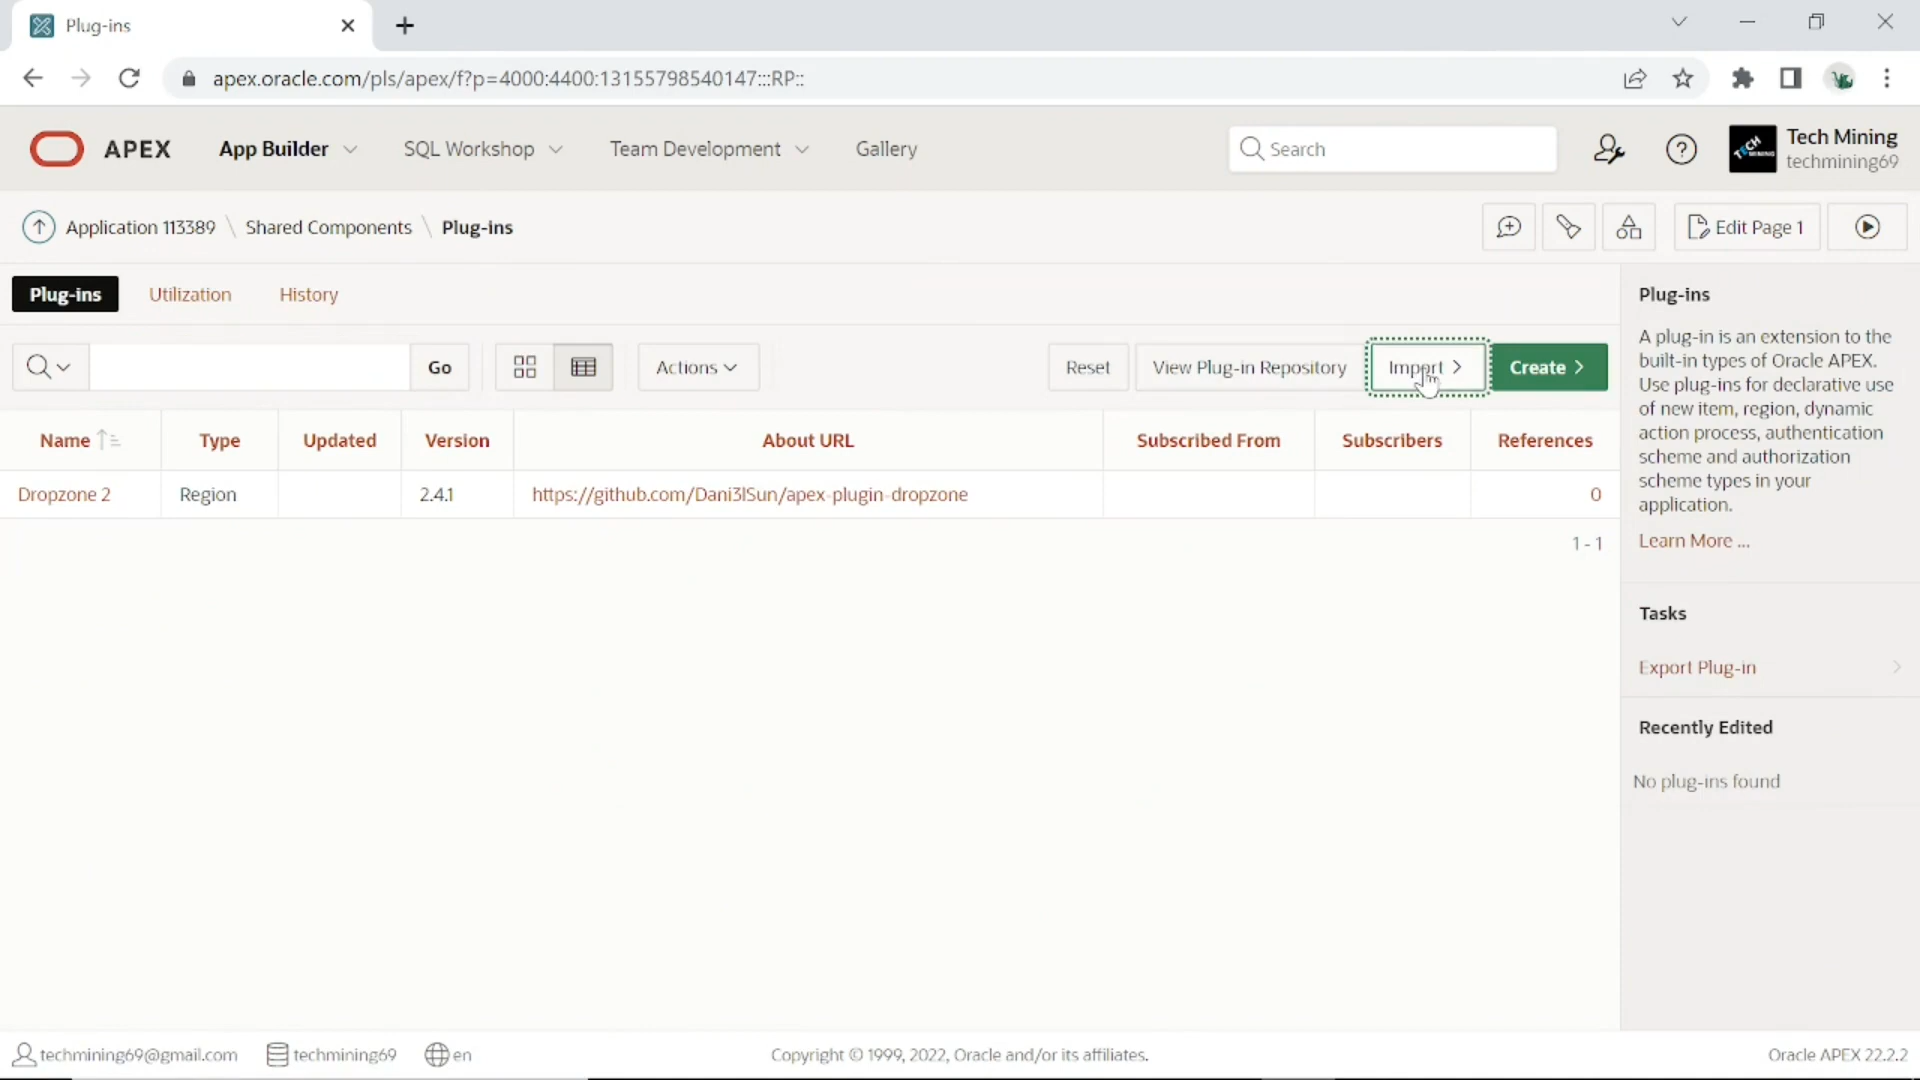 Plug-ins
apex.oracle.com/pls/apex/f?p=4000:4400:13155798540147:::RP::
APEX App Builder SQL Workshop Team Development Gallery Search Tech Mining
techmining69
Application 113389 \ Shared Components \ Plug-ins Edit Page 1
Plug-ins Utilization History
Go Actions Reset View Plug-in Repository Import > Create >
Name Type Updated Version About URL Subscribed From Subscribers References
Dropzone 2 Region 2.4.1 https://github.com/Dani3lSun/apex-plugin-dropzone 0
1 - 1
Plug-ins
A plug-in is an extension to the
built-in types of Oracle APEX.
Use plug-ins for declarative use
of new item, region, dynamic
action process, authentication
scheme and authorization
scheme types in your
application.
Learn More ...
Tasks
Export Plug-in
Recently Edited
No plug-ins found
techmining69@gmail.com techmining69 en Copyright © 1999, 2022, Oracle and/or its affiliates. Oracle APEX 22.2.2